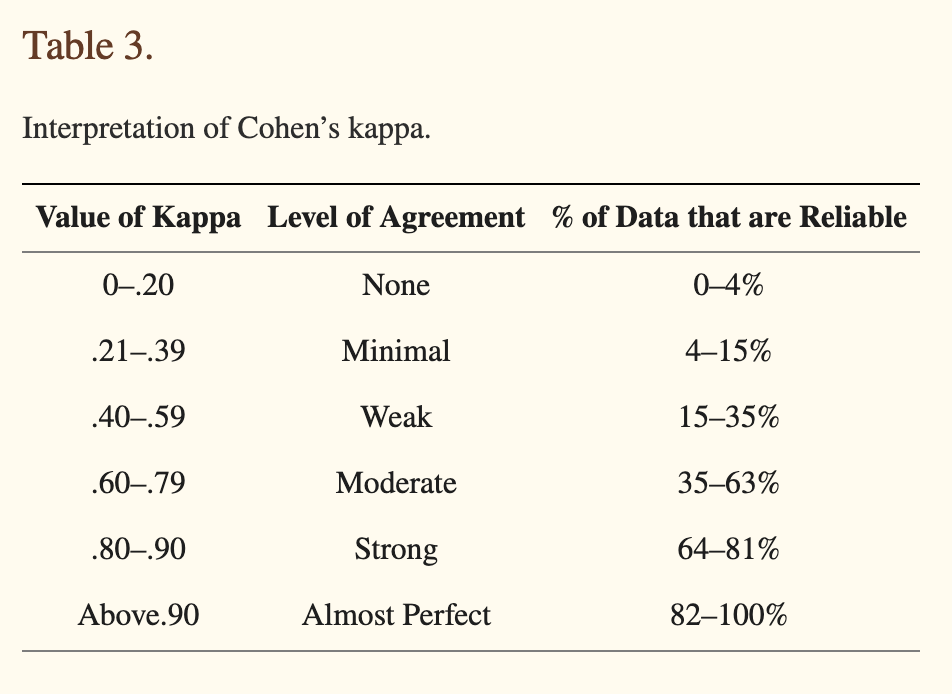 Table 3.
Interpretation of Cohen’s kappa.
Value of Kappa Level of Agreement % of Data that are Reliable
0–.20 None 0–4%
.21–.39 Minimal 4–15%
.40–.59 Weak 15–35%
.60–.79 Moderate 35–63%
.80–.90 Strong 64–81%
Above.90 Almost Perfect 82–100%